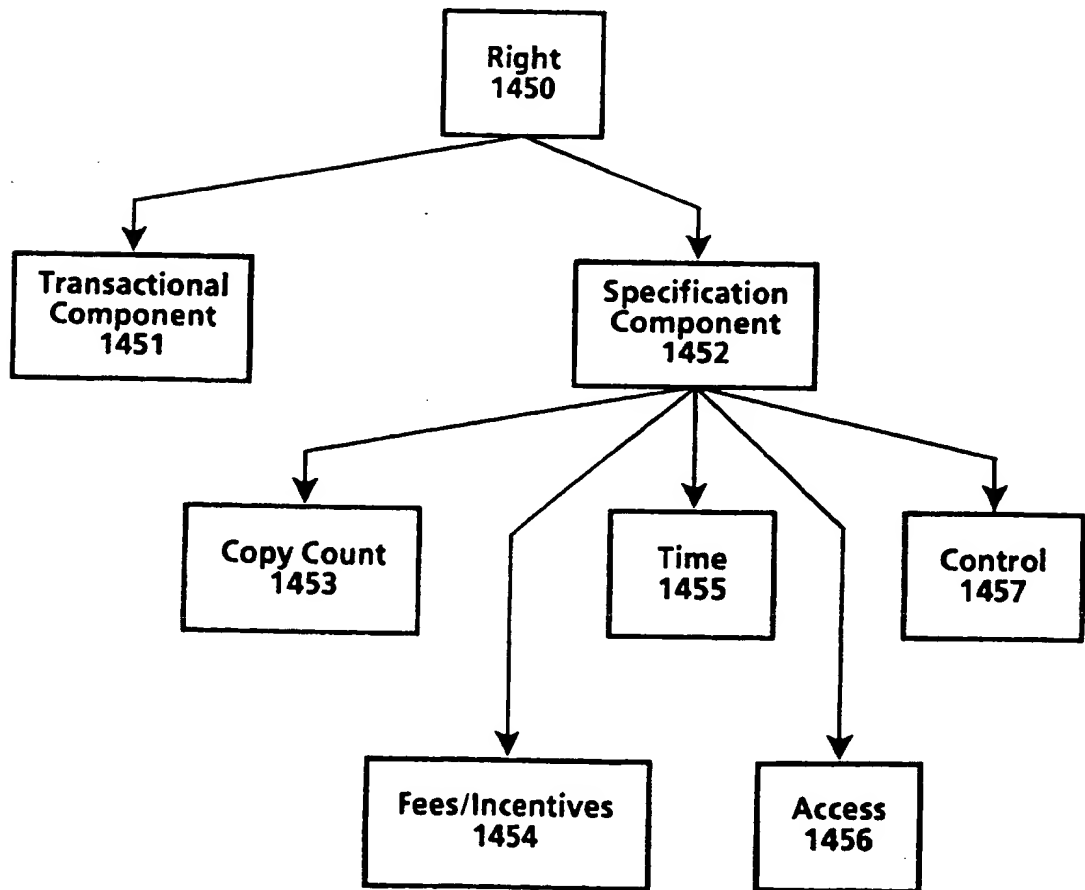 Right
1450
Transactional
Component
1451
Specification
Component
1452
Copy Count
1453
Time
1455
Control
1457
Fees/Incentives
1454
Access
1456